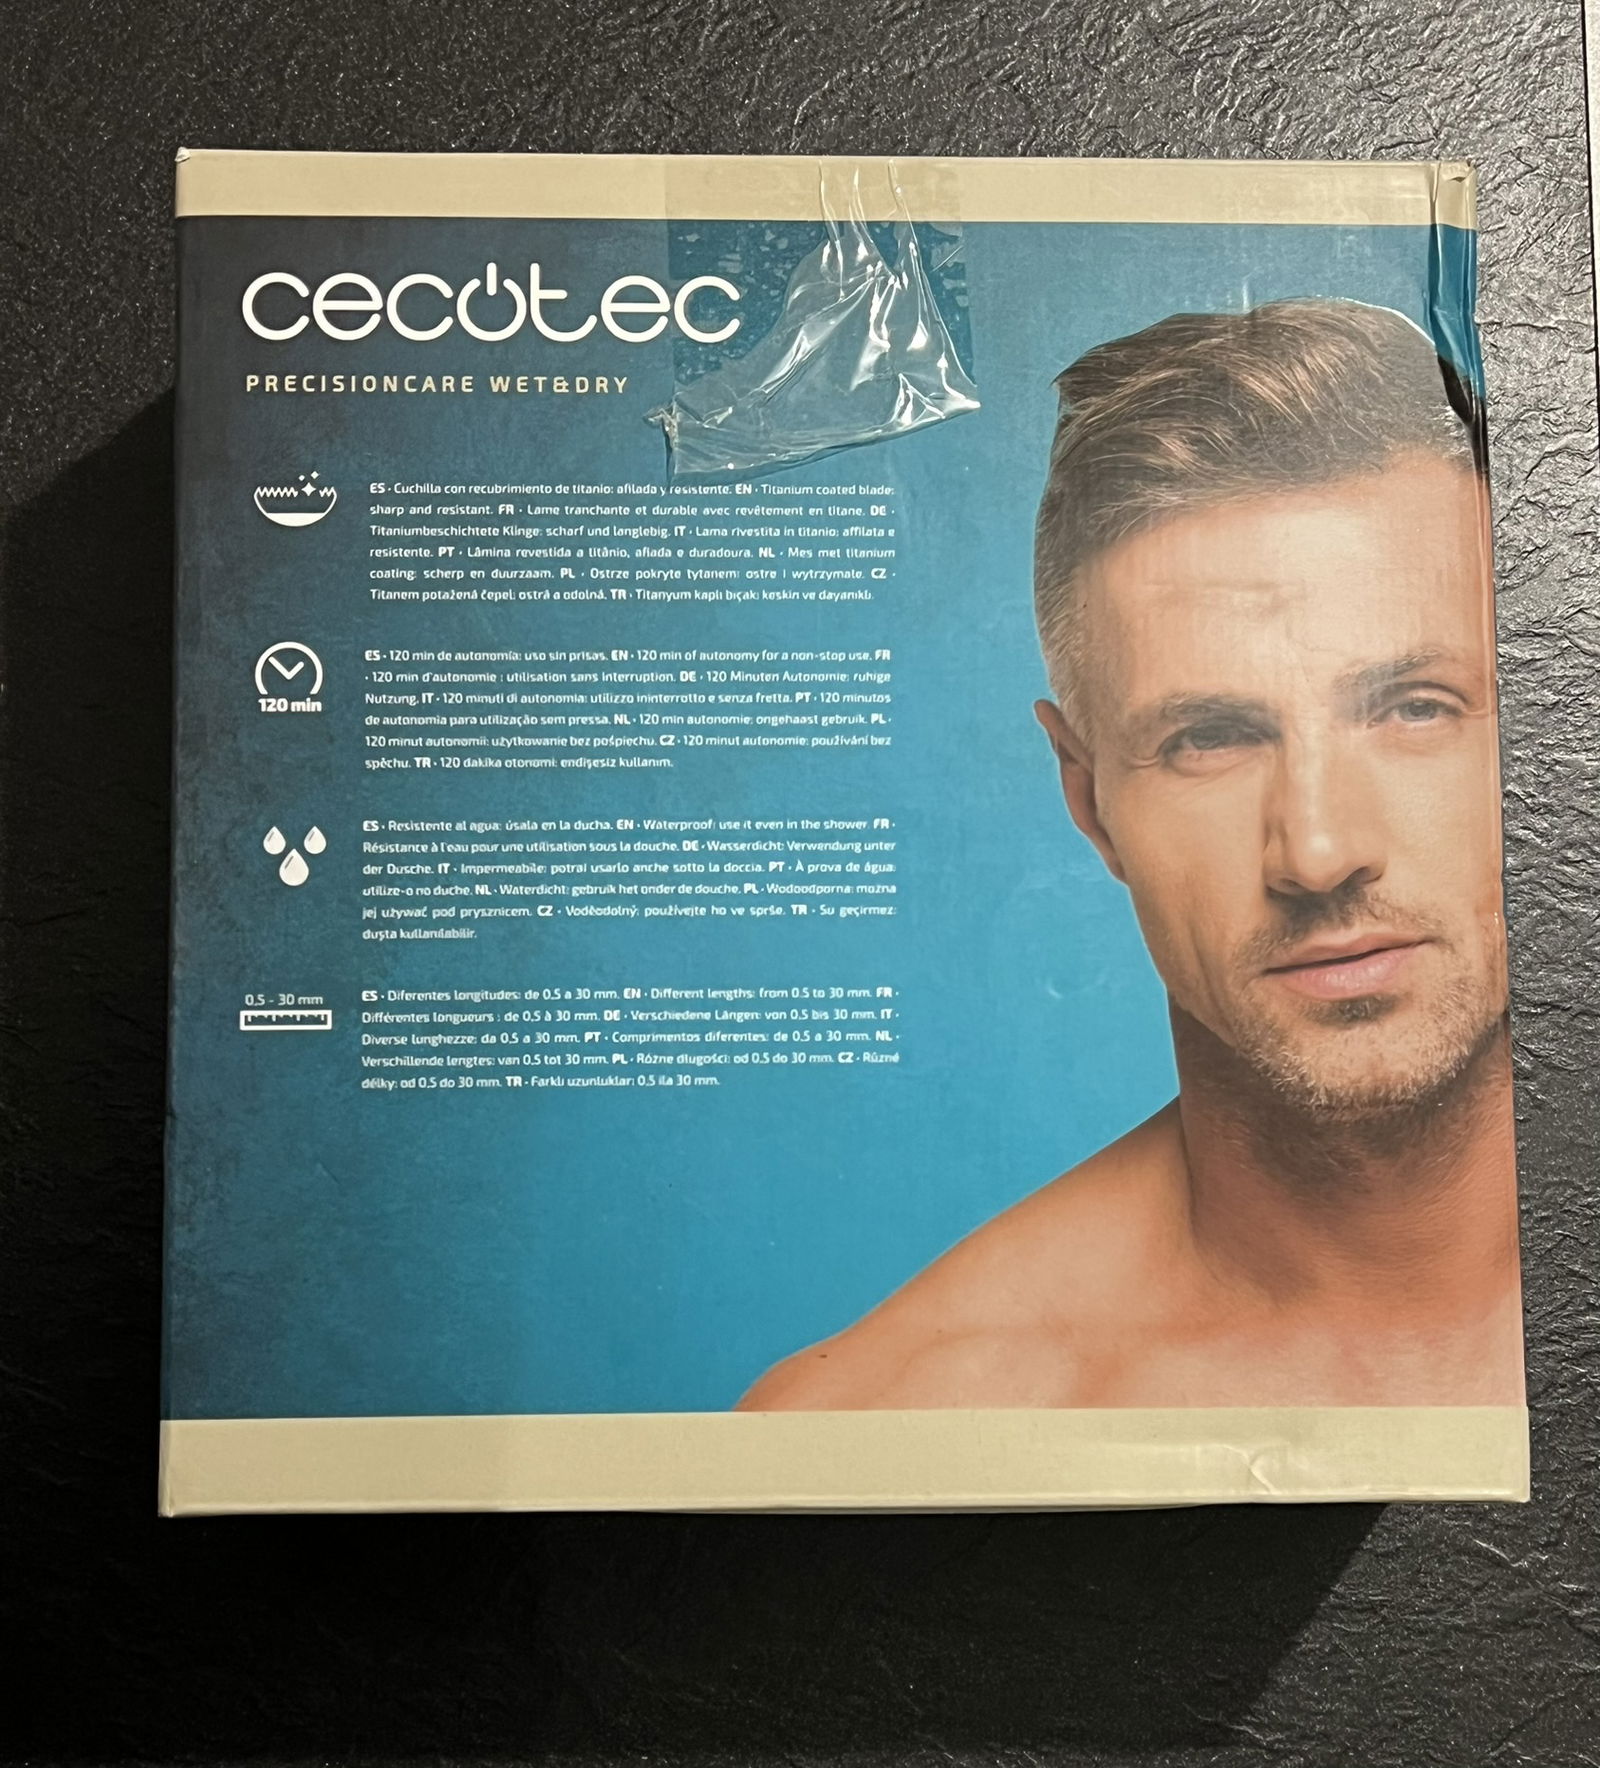 cecotec
PRECISIONCARE WET&DRY
ES · Cuchilla con recubrimiento de titanio: afilada y resistente. EN · Titanium coated blade:
sharp and resistant. FR · Lame tranchante et durable avec revêtement en titane. DE ·
Titaniumbeschichtete Klinge: scharf und langlebig. IT · Lama rivestita in titanio: affilata e
resistente. PT · Lâmina revestida a titânio, afiada e duradoura. NL · Mes met titanium
coating: scherp en duurzaam. PL · Ostrze pokryte tytanem: ostre i wytrzymałe. CZ ·
Titanem potažená čepel: ostrá a odolná. TR · Titanyum kaplı bıçak: keskin ve dayanıklı.
120 min
ES · 120 min de autonomía: uso sin prisas. EN · 120 min of autonomy for a non-stop use. FR
· 120 min d'autonomie : utilisation sans interruption. DE · 120 Minuten Autonomie: ruhige
Nutzung. IT · 120 minuti di autonomia: utilizzo ininterrotto e senza fretta. PT · 120 minutos
de autonomia para utilização sem pressa. NL · 120 min autonomie: ongehaast gebruik. PL ·
120 minut autonomii: użytkowanie bez pośpiechu. CZ · 120 minut autonomie: používání bez
spěchu. TR · 120 dakika otonomi: endişesiz kullanım.
ES · Resistente al agua: úsala en la ducha. EN · Waterproof: use it even in the shower. FR ·
Résistance à l'eau pour une utilisation sous la douche. DE · Wasserdicht: Verwendung unter
der Dusche. IT · Impermeabile: potrai usarlo anche sotto la doccia. PT · À prova de água:
utilize-o no duche. NL · Waterdicht: gebruik het onder de douche. PL · Wodoodporna: można
jej używać pod prysznicem. CZ · Voděodolný: používejte ho ve sprše. TR · Su geçirmez:
duşta kullanılabilir.
0,5 - 30 mm
ES · Diferentes longitudes: de 0,5 a 30 mm. EN · Different lengths: from 0.5 to 30 mm. FR ·
Différentes longueurs : de 0,5 à 30 mm. DE · Verschiedene Längen: von 0,5 bis 30 mm. IT ·
Diverse lunghezze: da 0,5 a 30 mm. PT · Comprimentos diferentes: de 0,5 a 30 mm. NL ·
Verschillende lengtes: van 0,5 tot 30 mm. PL · Różne długości: od 0,5 do 30 mm. CZ · Různé
délky: od 0,5 do 30 mm. TR · Farklı uzunluklar: 0,5 ila 30 mm.